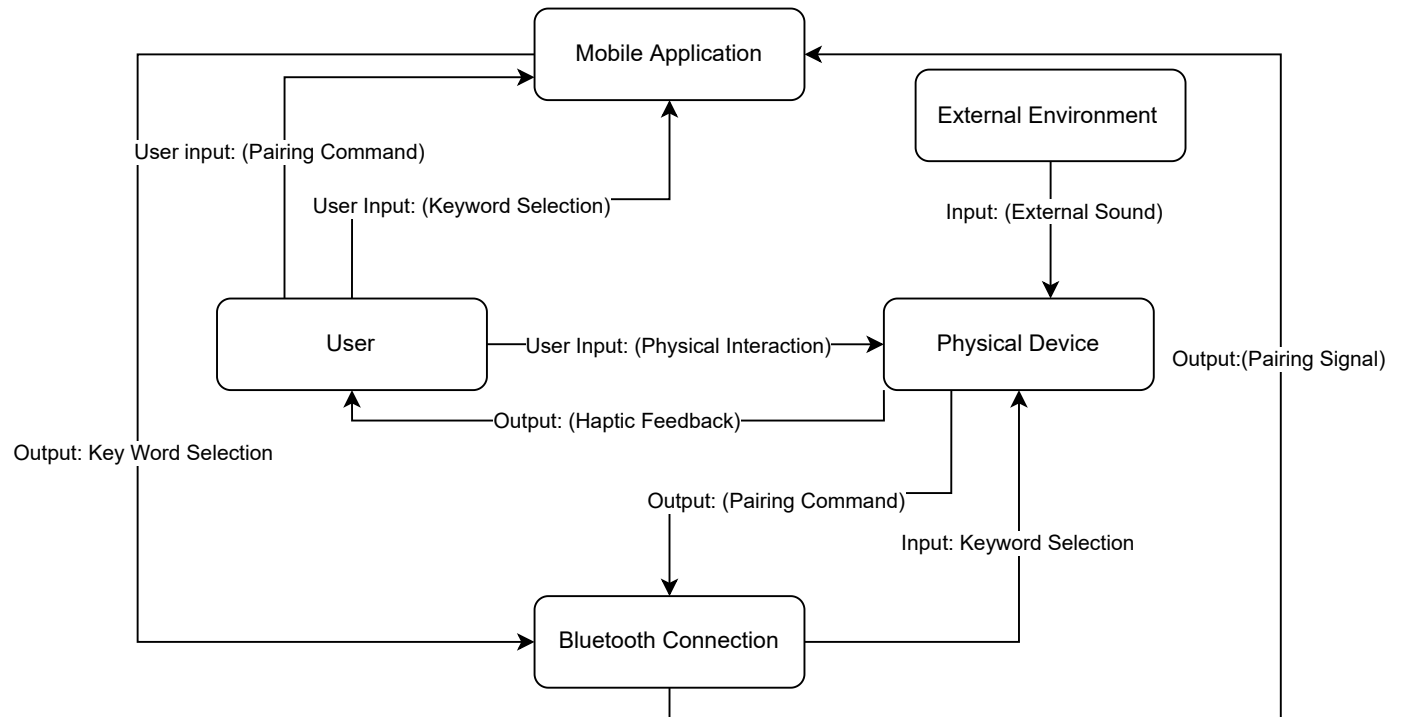 Mobile Application
External Environment
User input: (Pairing Command)
User Input: (Keyword Selection)
Input: (External Sound)
User
User Input: (Physical Interaction)
Physical Device
Output:(Pairing Signal)
Output: (Haptic Feedback)
Output: Key Word Selection
Output: (Pairing Command)
Input: Keyword Selection
Bluetooth Connection